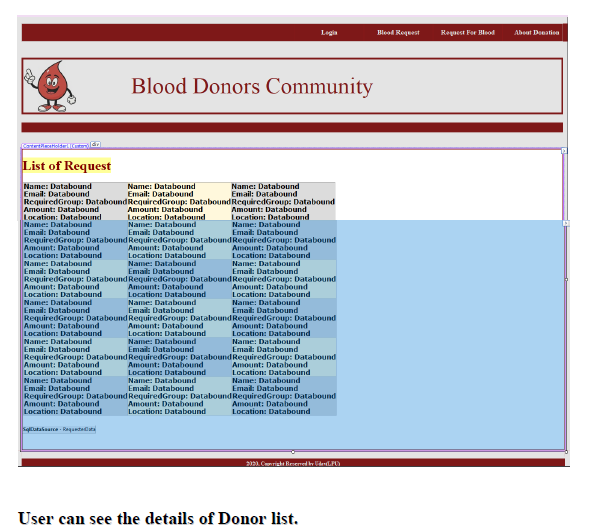 Login Blood Request Request For Blood About Donation
Blood Donors Community
ContentPlaceHolder1 (Custom)
List of Request
Name: Databound Name: Databound Name: Databound
Email: Databound Email: Databound Email: Databound
RequiredGroup: Databound RequiredGroup: Databound RequiredGroup: Databound
Amount: Databound Amount: Databound Amount: Databound
Location: Databound Location: Databound Location: Databound
Name: Databound Name: Databound Name: Databound
Email: Databound Email: Databound Email: Databound
RequiredGroup: Databound RequiredGroup: Databound RequiredGroup: Databound
Amount: Databound Amount: Databound Amount: Databound
Location: Databound Location: Databound Location: Databound
Name: Databound Name: Databound Name: Databound
Email: Databound Email: Databound Email: Databound
RequiredGroup: Databound RequiredGroup: Databound RequiredGroup: Databound
Amount: Databound Amount: Databound Amount: Databound
Location: Databound Location: Databound Location: Databound
Name: Databound Name: Databound Name: Databound
Email: Databound Email: Databound Email: Databound
RequiredGroup: Databound RequiredGroup: Databound RequiredGroup: Databound
Amount: Databound Amount: Databound Amount: Databound
Location: Databound Location: Databound Location: Databound
Name: Databound Name: Databound Name: Databound
Email: Databound Email: Databound Email: Databound
RequiredGroup: Databound RequiredGroup: Databound RequiredGroup: Databound
Amount: Databound Amount: Databound Amount: Databound
Location: Databound Location: Databound Location: Databound
Name: Databound Name: Databound Name: Databound
Email: Databound Email: Databound Email: Databound
RequiredGroup: Databound RequiredGroup: Databound RequiredGroup: Databound
Amount: Databound Amount: Databound Amount: Databound
Location: Databound Location: Databound Location: Databound
SqlDataSource - RequesterData
2020, Copyright Reserved by
User can see the details of Donor list.